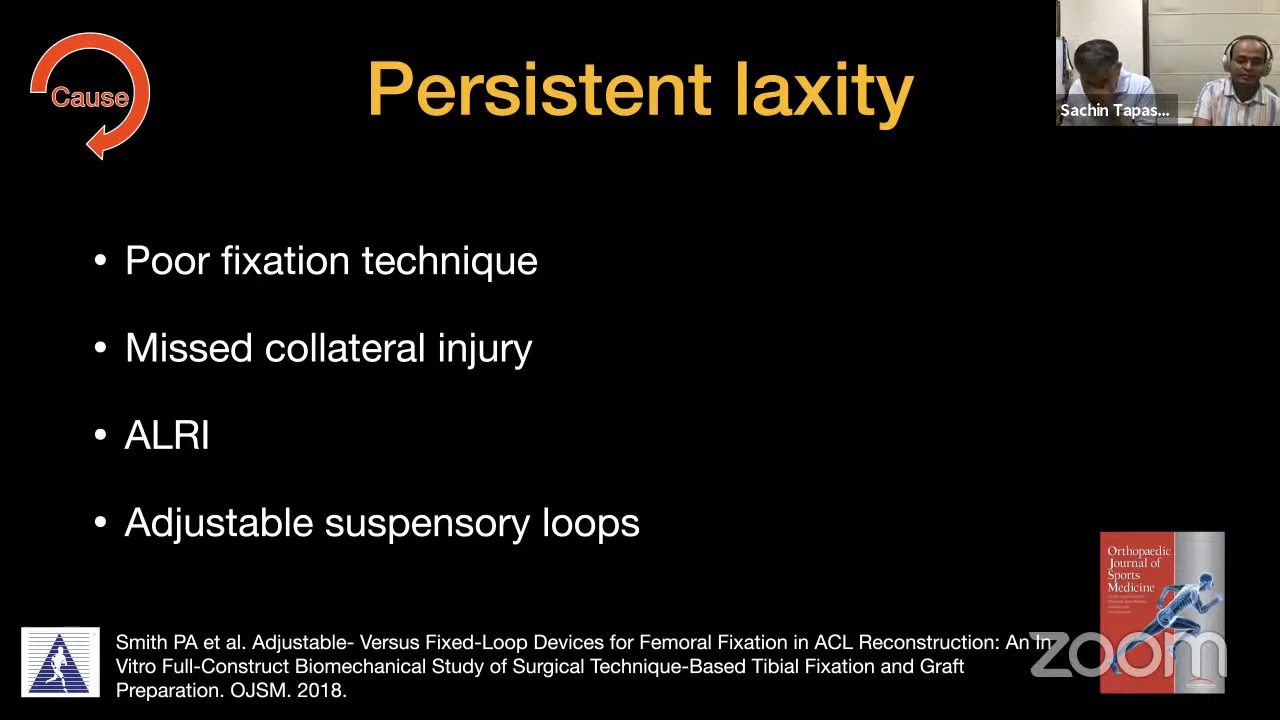 Cause
Persistent laxity
Sachin Tapas...
• Poor fixation technique
• Missed collateral injury
• ALRI
• Adjustable suspensory loops
Orthopaedic
Journal of
Sports
Medicine
Smith PA et al. Adjustable- Versus Fixed-Loop Devices for Femoral Fixation in ACL Reconstruction: An In
Vitro Full-Construct Biomechanical Study of Surgical Technique-Based Tibial Fixation and Graft
Preparation. OJSM. 2018.
zoom